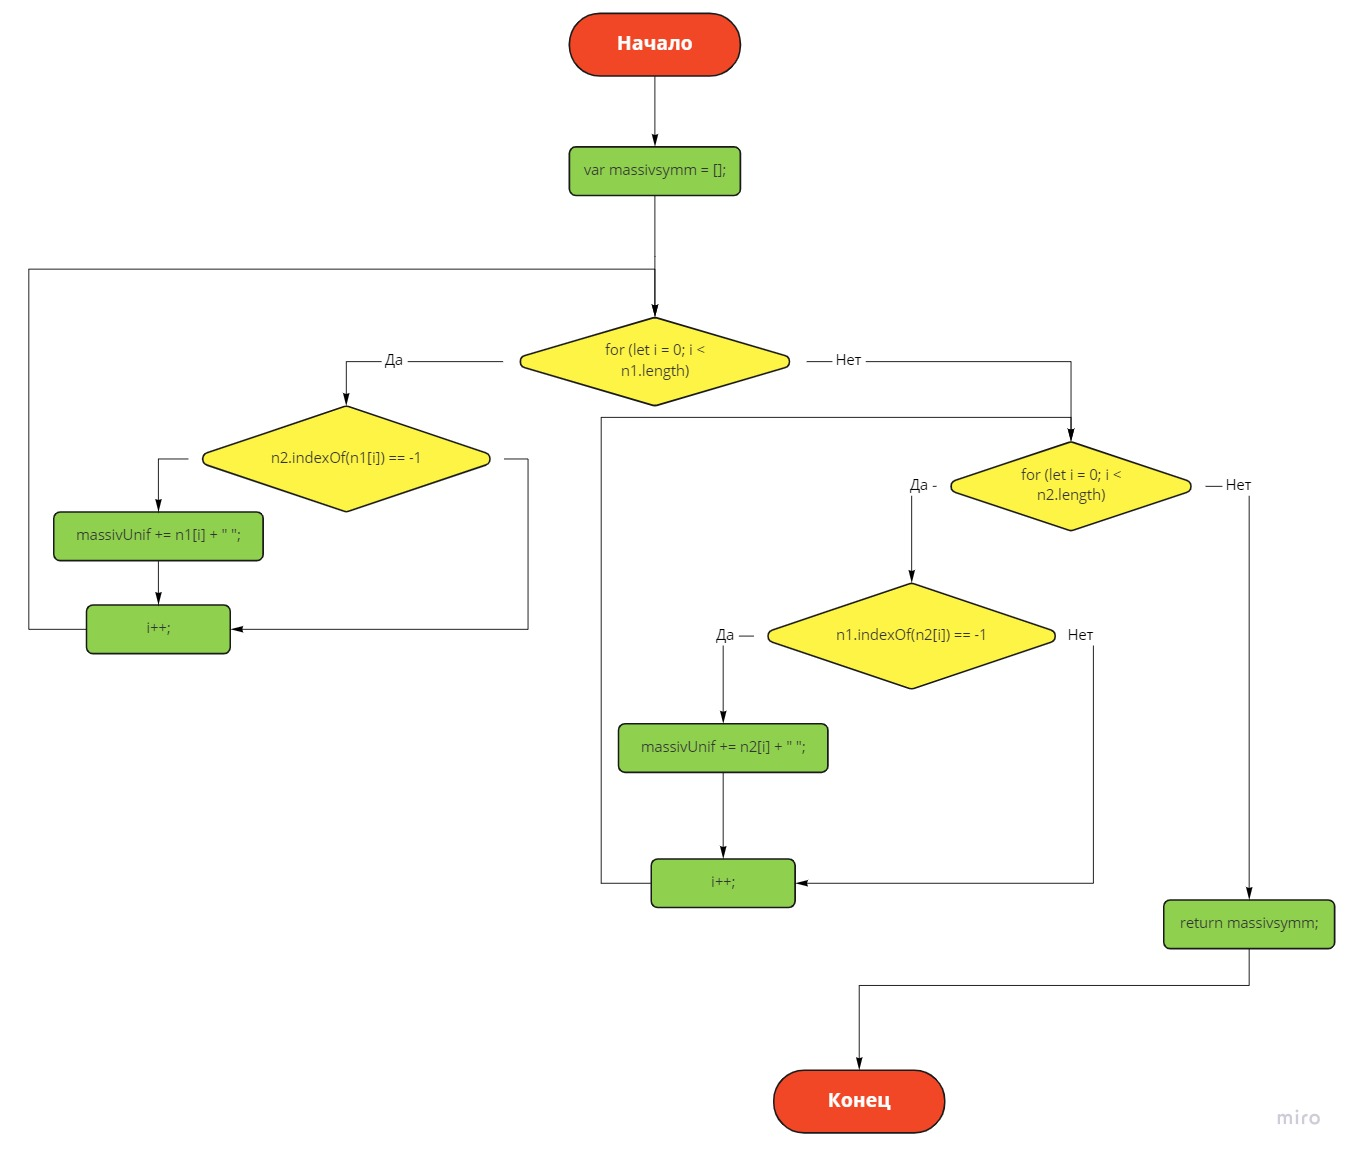 Начало
var massivsymm = [];
for (let i = 0; i <
n1.length)
Да
Нет
n2.indexOf(n1[i]) == -1
massivUnif += n1[i] + " ";
i++;
for (let i = 0; i <
n2.length)
Да -
Нет
n1.indexOf(n2[i]) == -1
Да
Нет
massivUnif += n2[i] + " ";
i++;
return massivsymm;
Конец
miro